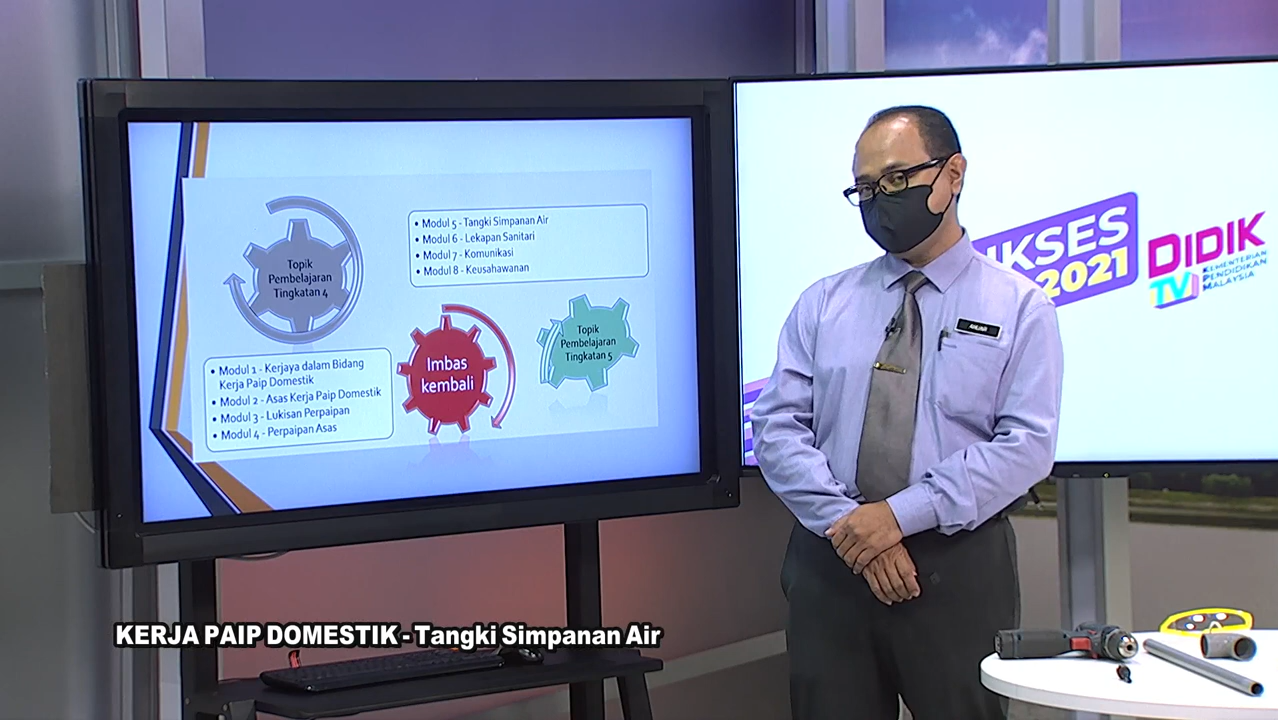 Topik
Pembelajaran
Tingkatan 4
• Modul 5 - Tangki Simpanan Air
• Modul 6 - Lekapan Sanitari
• Modul 7 - Komunikasi
• Modul 8 - Keusahawanan
• Modul 1 - Kerjaya dalam Bidang
Kerja Paip Domestik
• Modul 2 - Asas Kerja Paip Domestik
• Modul 3 - Lukisan Perpaipan
• Modul 4 - Perpaipan Asas
Imbas
kembali
Topik
Pembelajaran
Tingkatan 5
UKSES
2021
DIDIK
TV
KEMENTERIAN
PENDIDIKAN
MALAYSIA
KERJA PAIP DOMESTIK - Tangki Simpanan Air